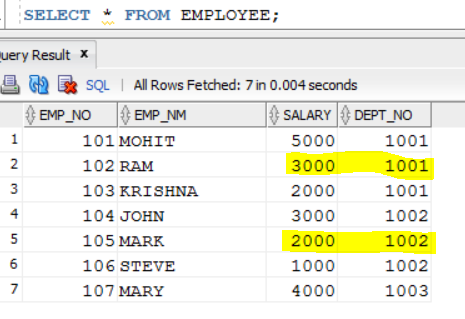 SELECT * FROM EMPLOYEE;
uery Result x
SQL | All Rows Fetched: 7 in 0.004 seconds
EMP_NO EMP_NM SALARY DEPT_NO
1 101 MOHIT 5000 1001
2 102 RAM 3000 1001
3 103 KRISHNA 2000 1001
4 104 JOHN 3000 1002
5 105 MARK 2000 1002
6 106 STEVE 1000 1002
7 107 MARY 4000 1003